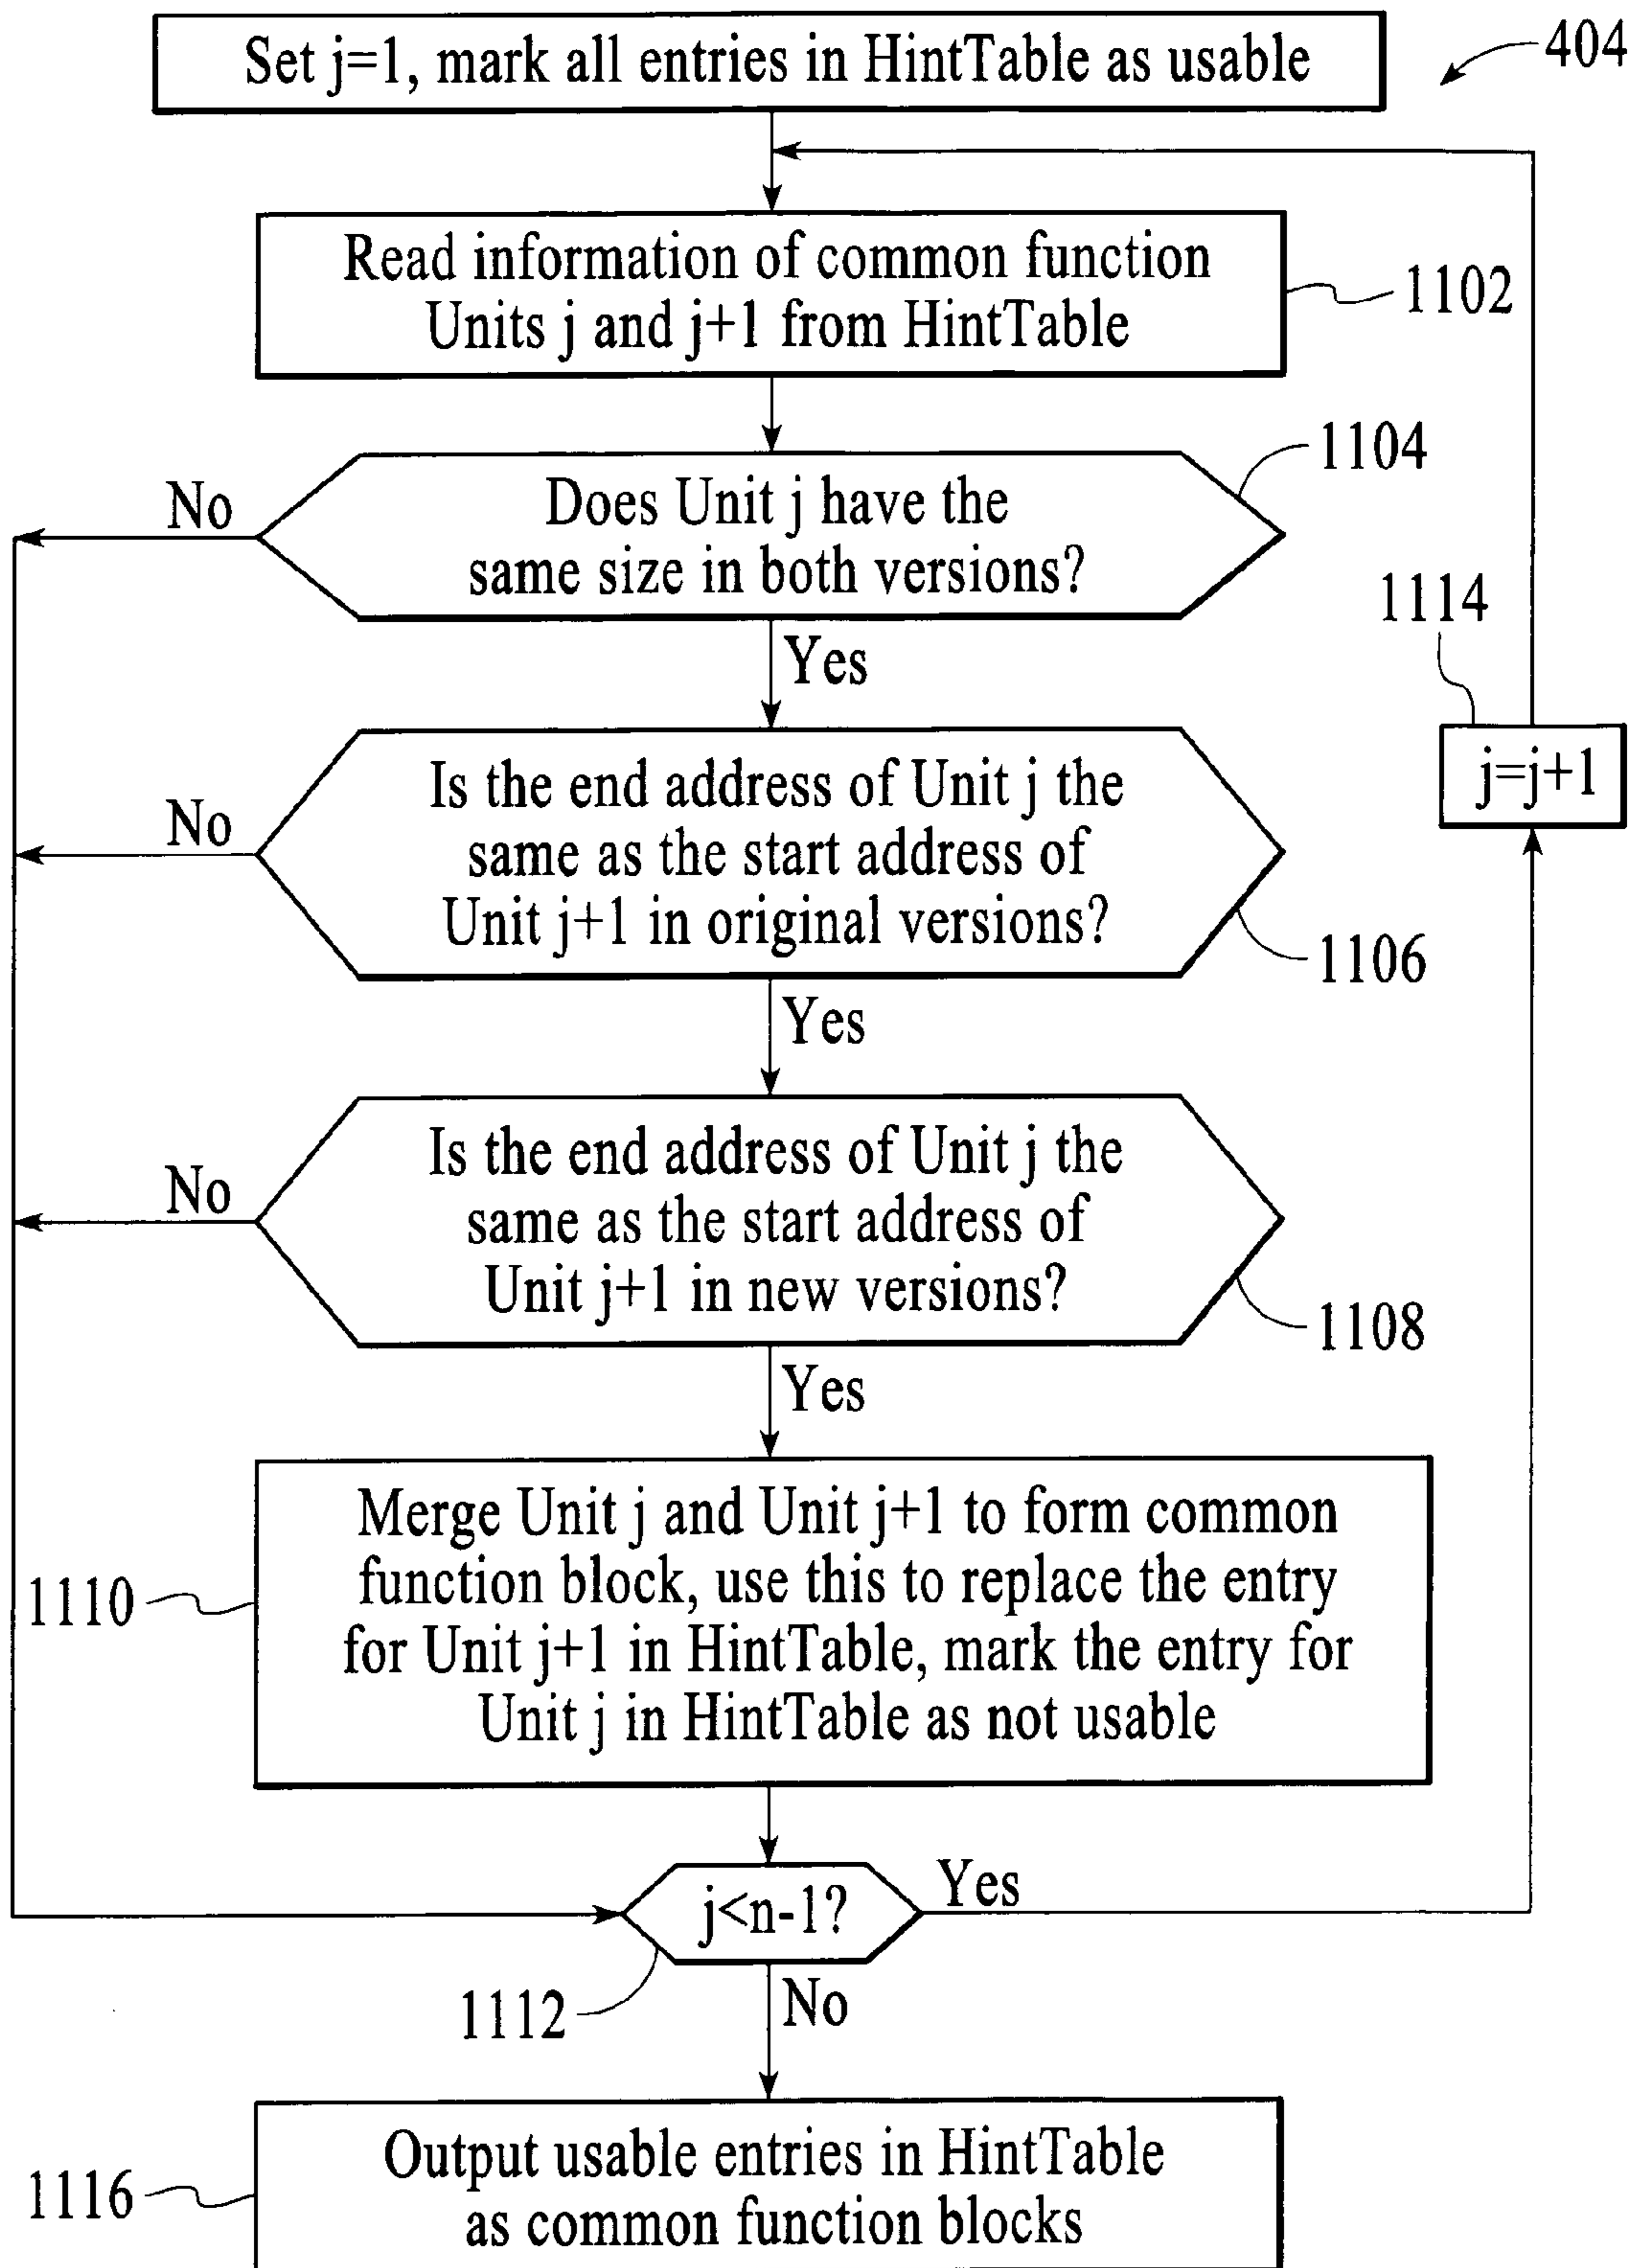 Set j=1, mark all entries in HintTable as usable
404
Read information of common function
Units j and j+1 from HintTable
1102
1104
Does Unit j have the
same size in both versions?
No
Yes
1114
j=j+1
Is the end address of Unit j the
same as the start address of
Unit j+1 in original versions?
No
1106
Yes
Is the end address of Unit j the
same as the start address of
Unit j+1 in new versions?
No
1108
Yes
Merge Unit j and Unit j+1 to form common
function block, use this to replace the entry
for Unit j+1 in HintTable, mark the entry for
Unit j in HintTable as not usable
1110
j<n-1?
Yes
1112
No
Output usable entries in HintTable
as common function blocks
1116